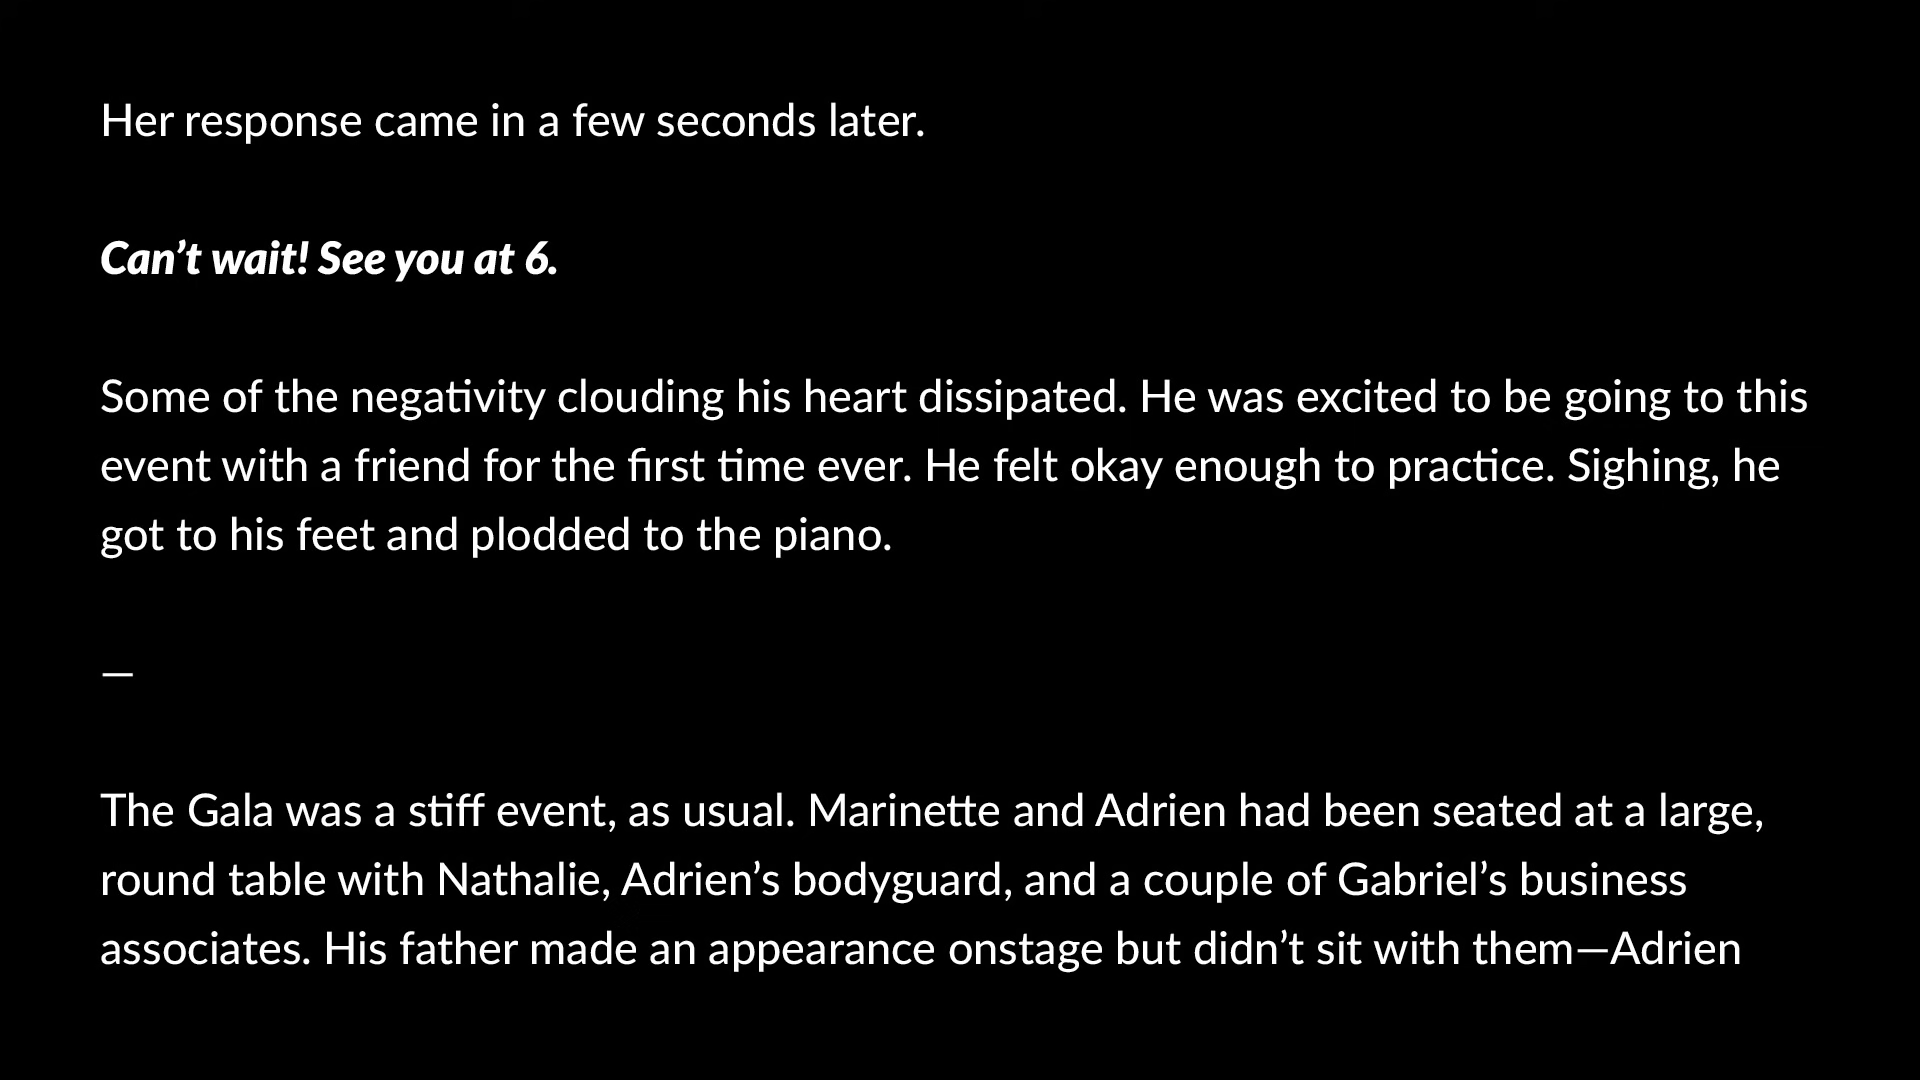 Her response came in a few seconds later.
Can’t wait! See you at 6.
Some of the negativity clouding his heart dissipated. He was excited to be going to this
event with a friend for the first time ever. He felt okay enough to practice. Sighing, he
got to his feet and plodded to the piano.
—
The Gala was a stiff event, as usual. Marinette and Adrien had been seated at a large,
round table with Nathalie, Adrien’s bodyguard, and a couple of Gabriel’s business
associates. His father made an appearance onstage but didn’t sit with them—Adrien